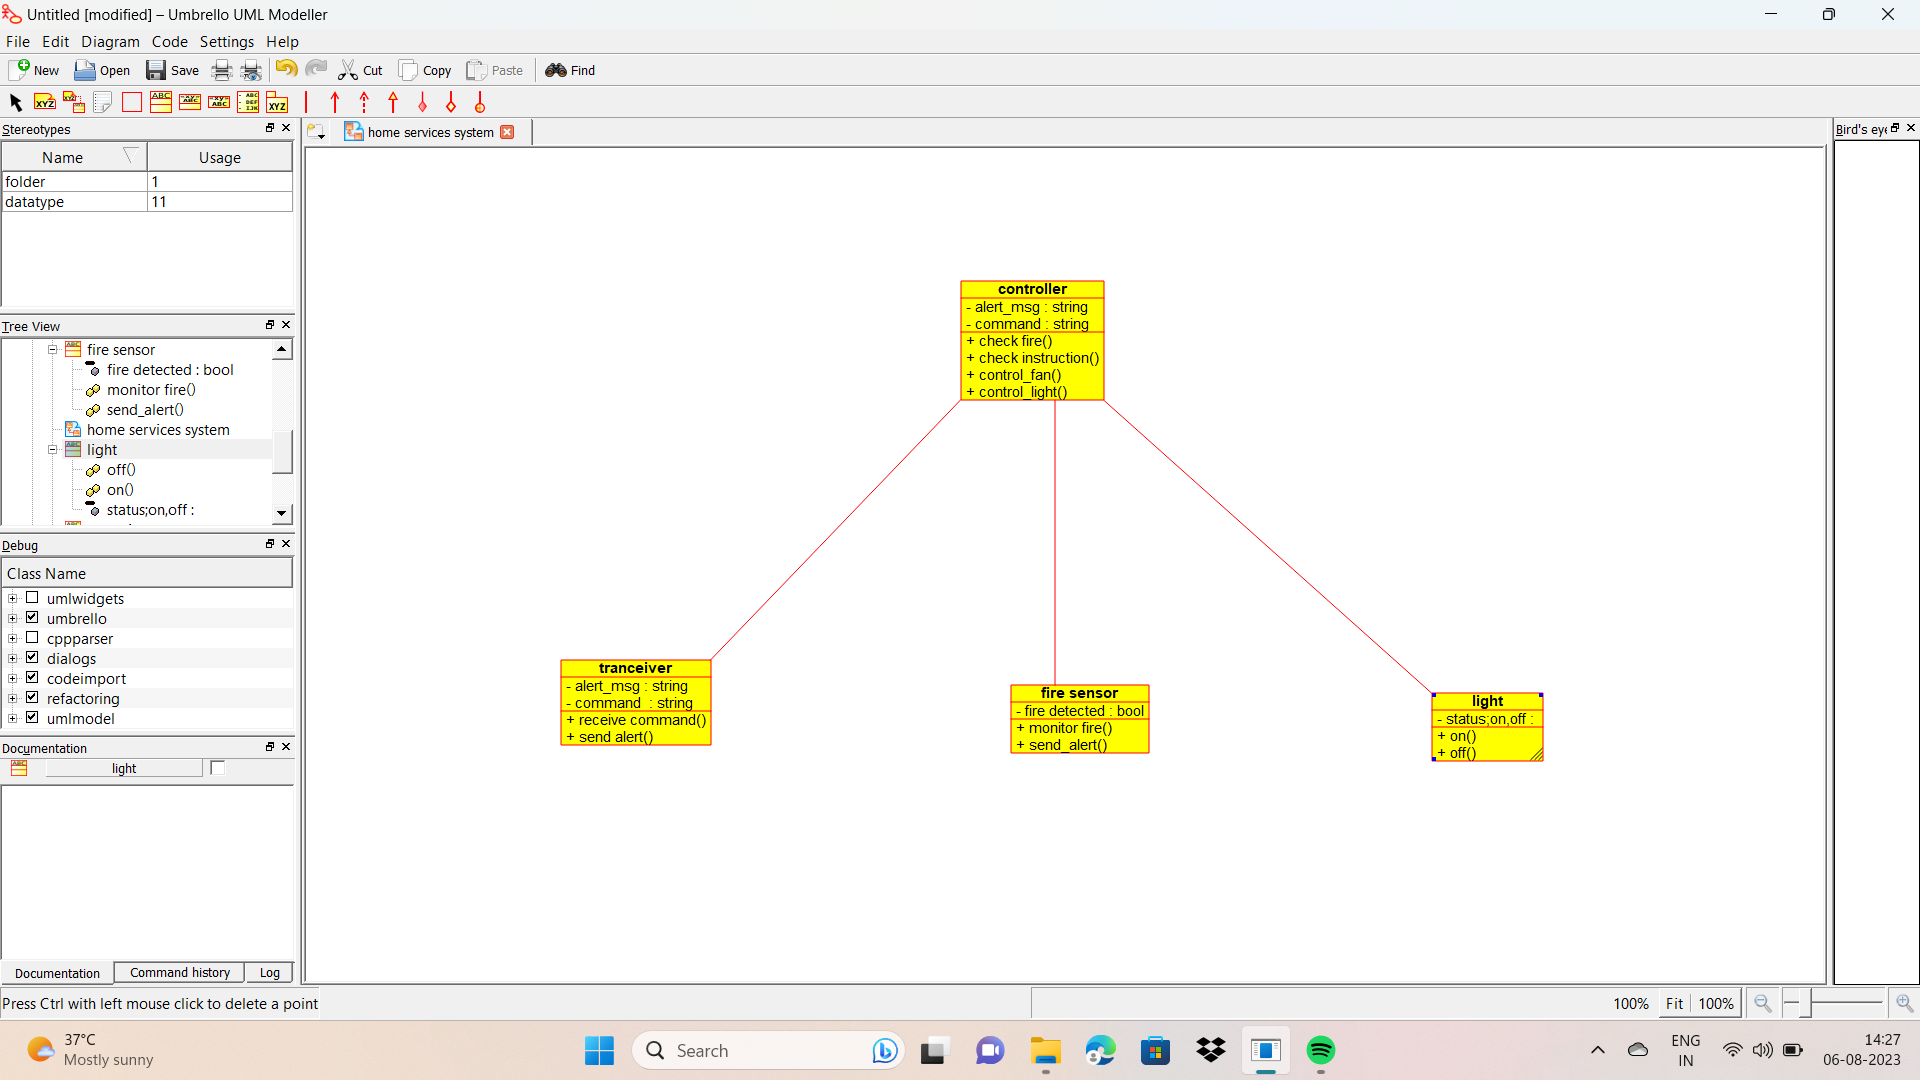 Untitled [modified] – Umbrello UML Modeller
File Edit Diagram Code Settings Help
New Open Save Cut Copy Paste Find
Stereotypes
Name Usage
folder 1
datatype 11
Tree View
fire sensor
fire detected : bool
monitor fire()
send_alert()
home services system
light
off()
on()
status;on,off :
Debug
Class Name
umlwidgets
umbrello
cppparser
dialogs
codeimport
refactoring
umlmodel
Documentation
light
Documentation Command history Log
home services system
controller
- alert_msg : string
- command : string
+ check fire()
+ check instruction()
+ control_fan()
+ control_light()
tranceiver
- alert_msg : string
- command  : string
+ receive command()
+ send alert()
fire sensor
- fire detected : bool
+ monitor fire()
+ send_alert()
light
- status;on,off :
+ on()
+ off()
Bird's eye
Press Ctrl with left mouse click to delete a point
100% Fit 100%
37°C
Mostly sunny
Search
ENG
IN
14:27
06-08-2023